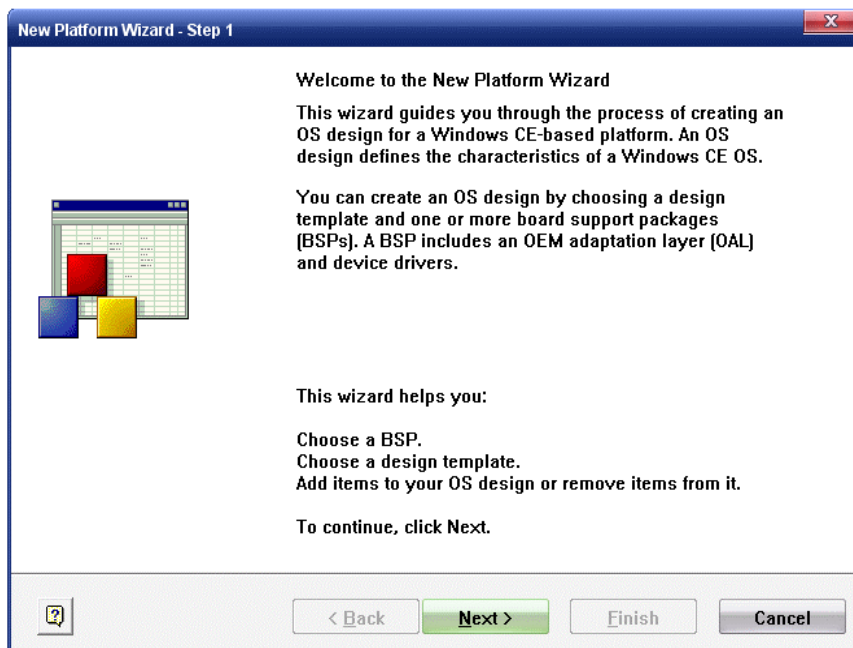 New Platform Wizard - Step 1
Welcome to the New Platform Wizard
This wizard guides you through the process of creating an
OS design for a Windows CE-based platform. An OS
design defines the characteristics of a Windows CE OS.
You can create an OS design by choosing a design
template and one or more board support packages
(BSPs). A BSP includes an OEM adaptation layer (OAL)
and device drivers.
This wizard helps you:
Choose a BSP.
Choose a design template.
Add items to your OS design or remove items from it.
To continue, click Next.
< Back Next > Finish Cancel